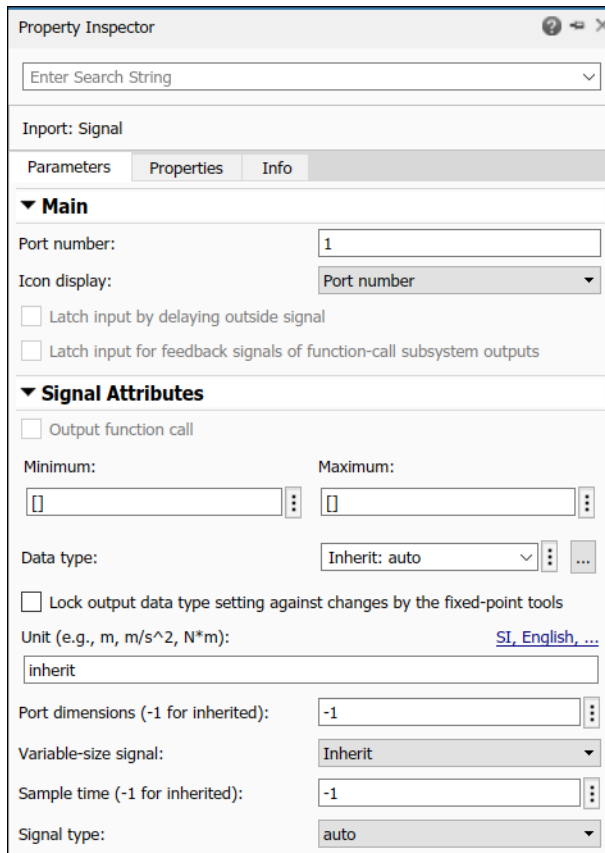 Property Inspector
Enter Search String
Inport: Signal
Parameters Properties Info
Main
Port number: 1
Icon display: Port number
Latch input by delaying outside signal
Latch input for feedback signals of function-call subsystem outputs
Signal Attributes
Output function call
Minimum: Maximum:
[] []
Data type: Inherit: auto ...
Lock output data type setting against changes by the fixed-point tools
Unit (e.g., m, m/s^2, N*m): SI, English, ...
inherit
Port dimensions (-1 for inherited): -1
Variable-size signal: Inherit
Sample time (-1 for inherited): -1
Signal type: auto